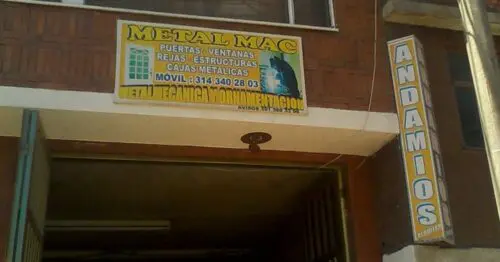 METAL MAC
PUERTAS - VENTANAS
REJAS - ESTRUCTURAS
CAJAS METALICAS
MOVIL: 314 340 28 03
METALMECANICA Y ORNAMENTACION
ANDAMIOS